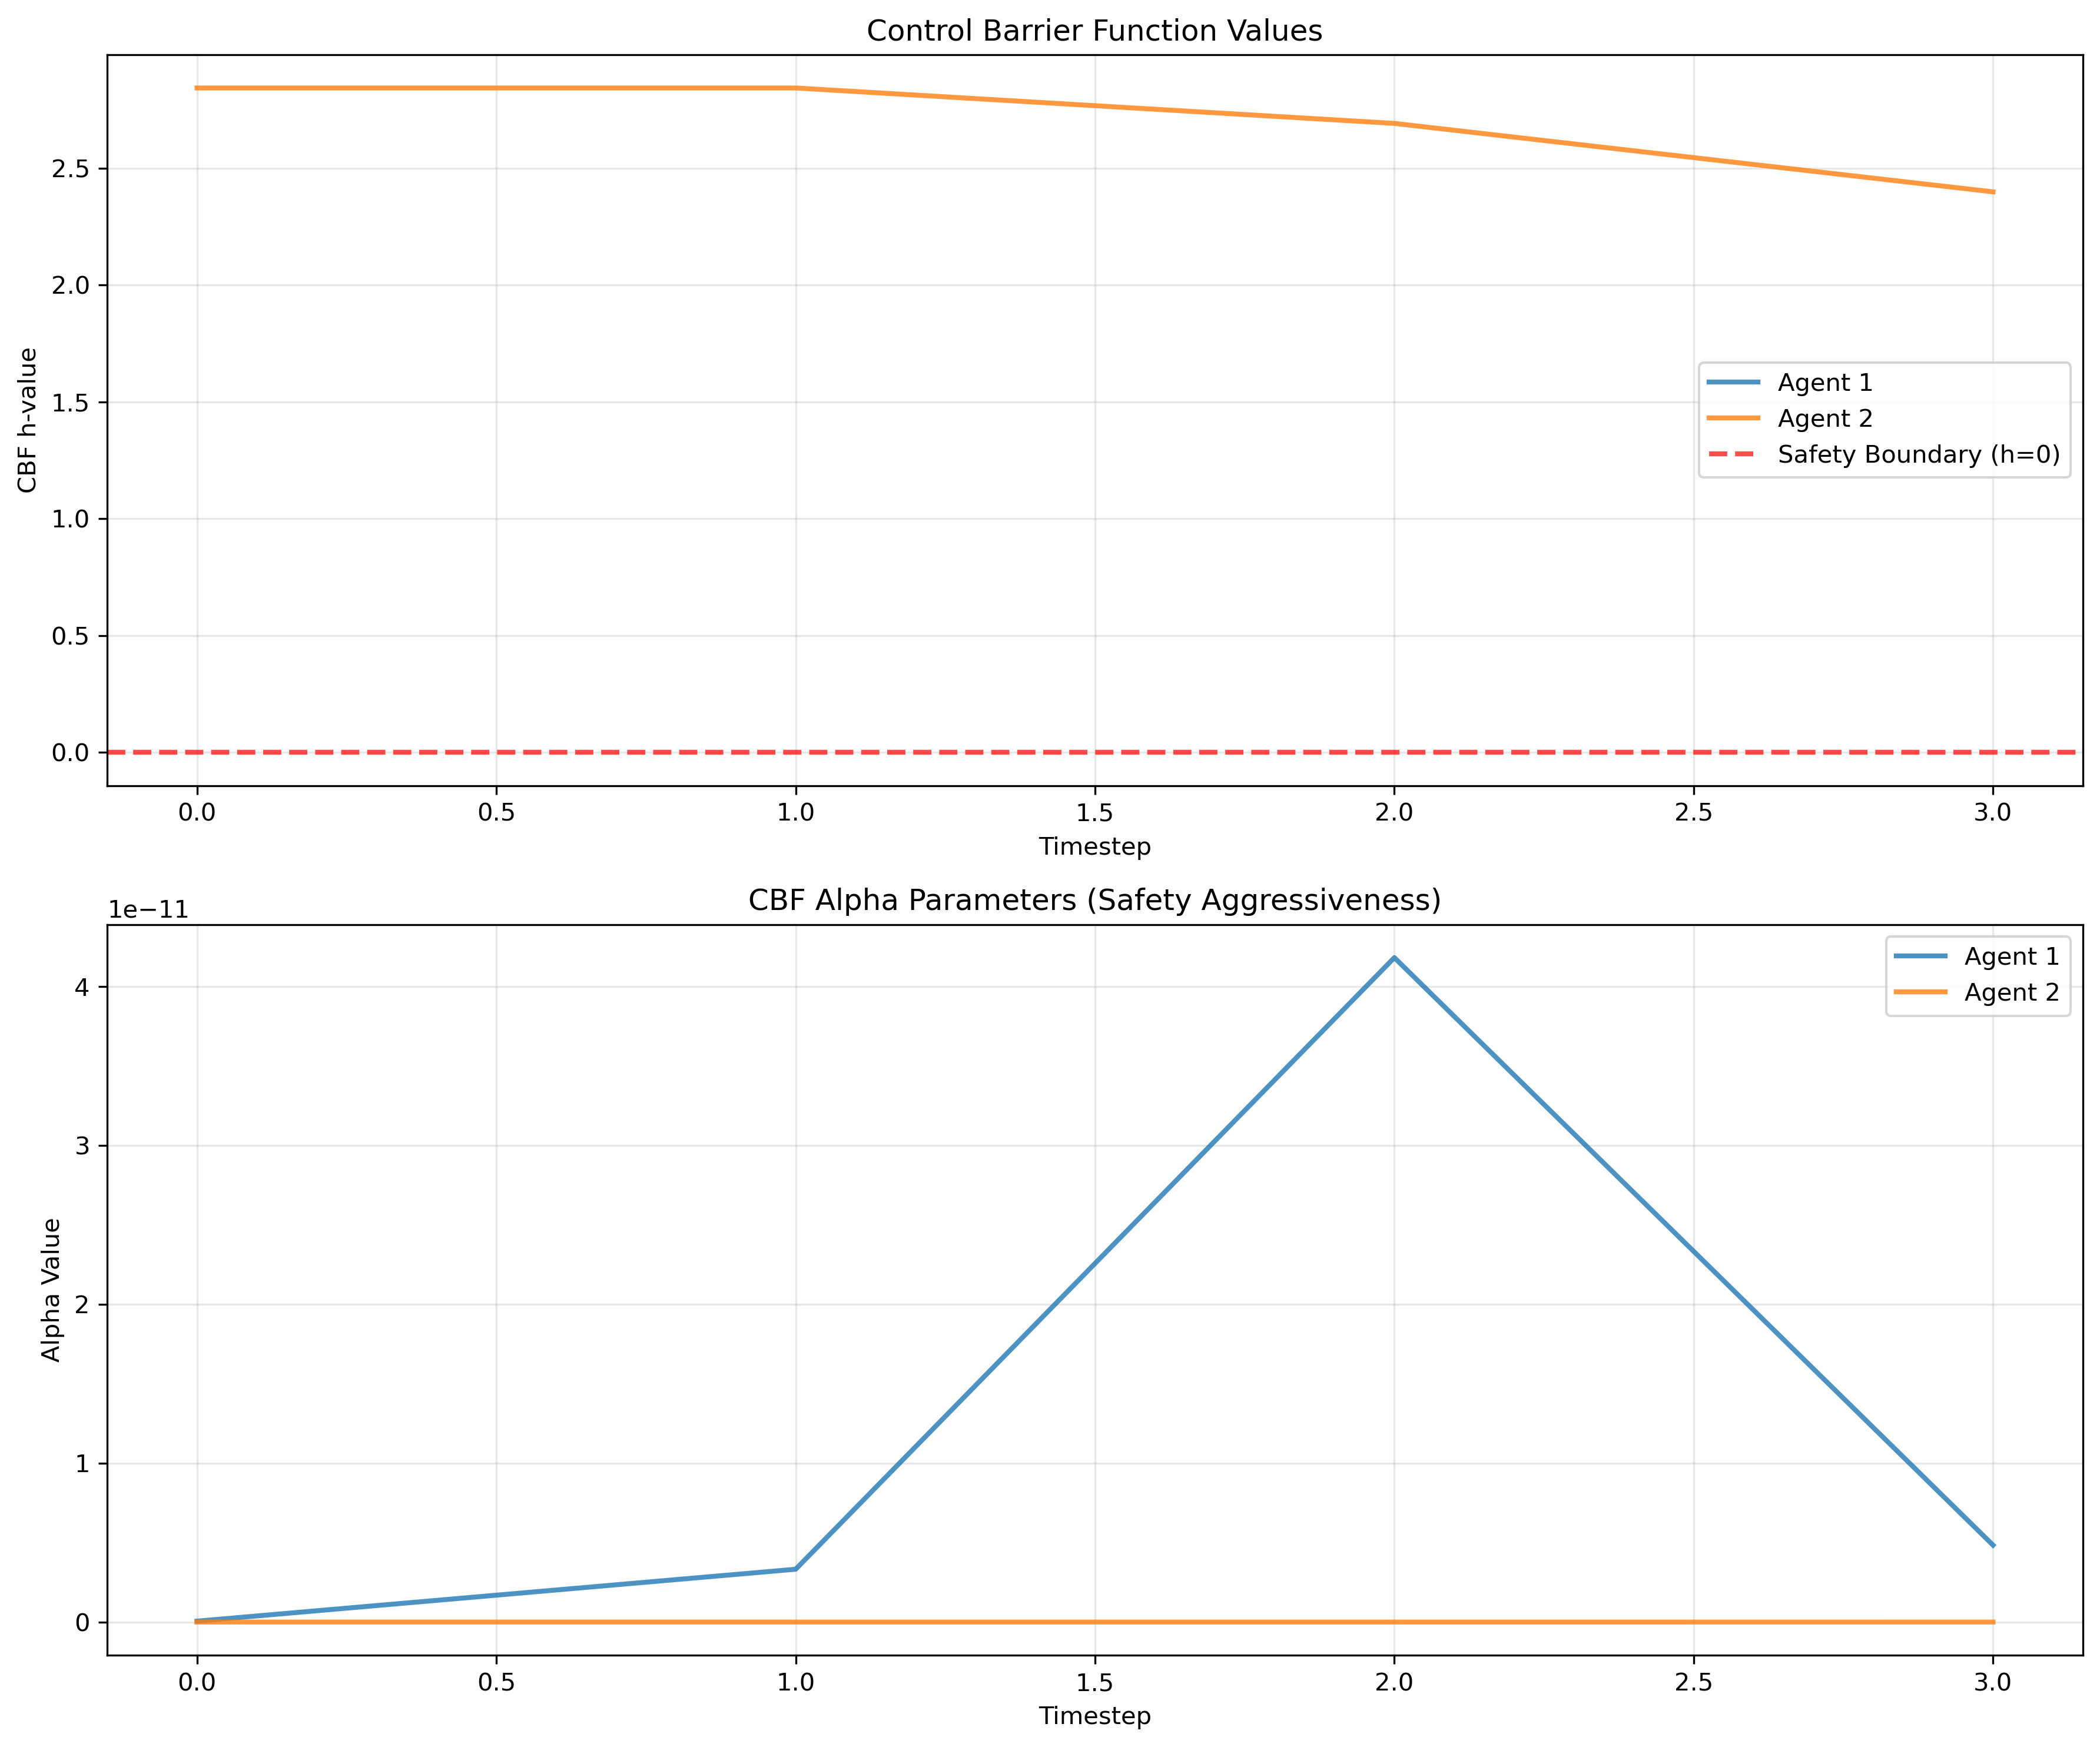 Control Barrier Function Values
CBF h-value
2.5
2.0
1.5
1.0
0.5
0.0
Agent 1
Agent 2
Safety Boundary (h=0)
0.0 0.5 1.0 1.5 2.0 2.5 3.0
Timestep
CBF Alpha Parameters (Safety Aggressiveness)
1e−11
Alpha Value
4
3
2
1
0
Agent 1
Agent 2
0.0 0.5 1.0 1.5 2.0 2.5 3.0
Timestep